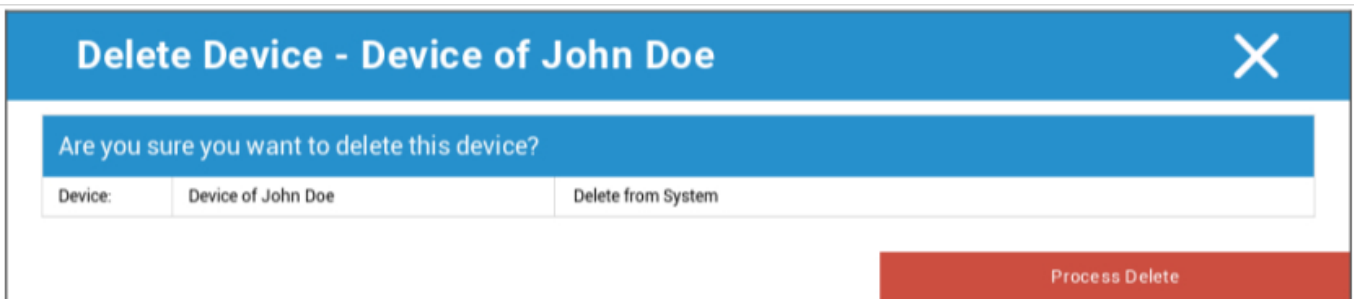 Delete Device - Device of John Doe
Are you sure you want to delete this device?
Device: Device of John Doe Delete from System
Process Delete